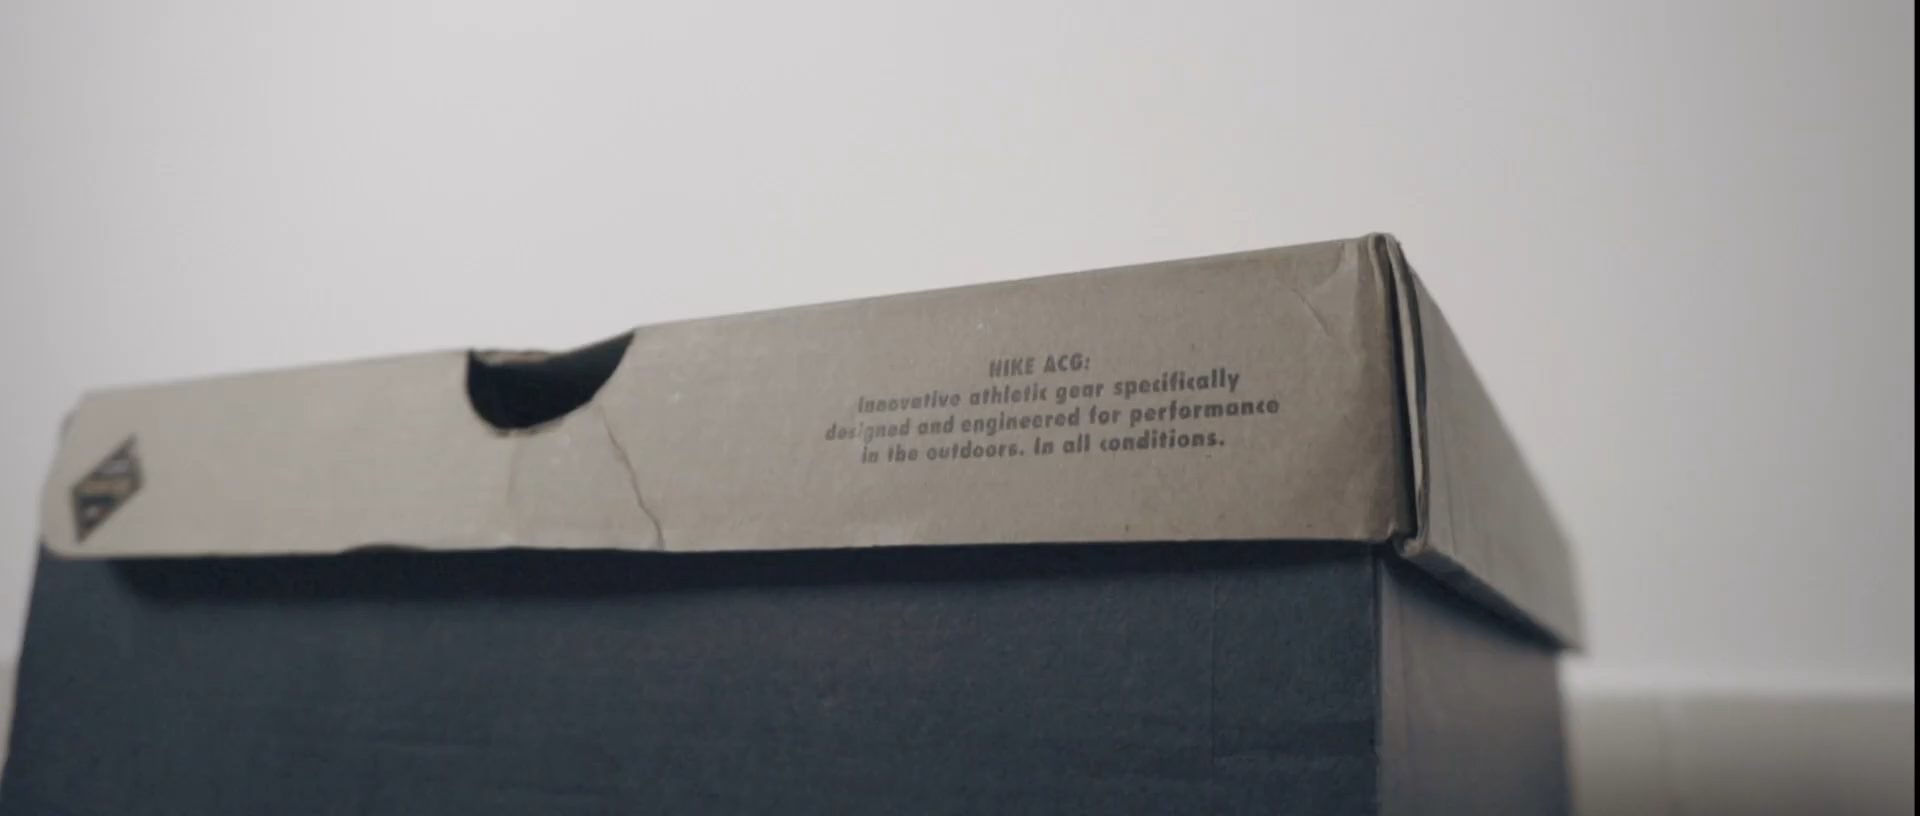 NIKE ACG:
Innovative athletic gear specifically
designed and engineered for performance
in the outdoors. In all conditions.